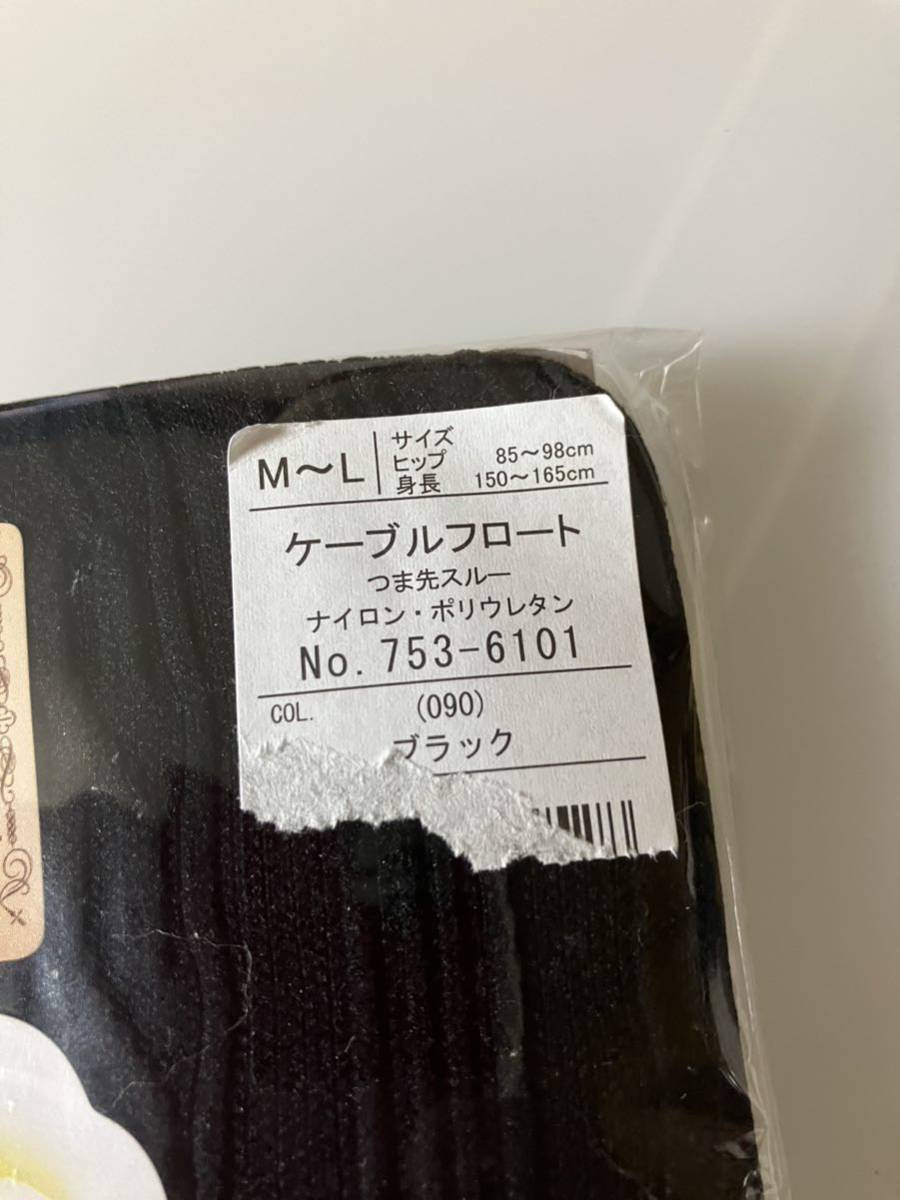 M～L
サイズ
ヒップ 85～98cm
身長 150～165cm
ケーブルフロート
つま先スルー
ナイロン・ポリウレタン
No. 753-6101
COL. (090)
ブラック